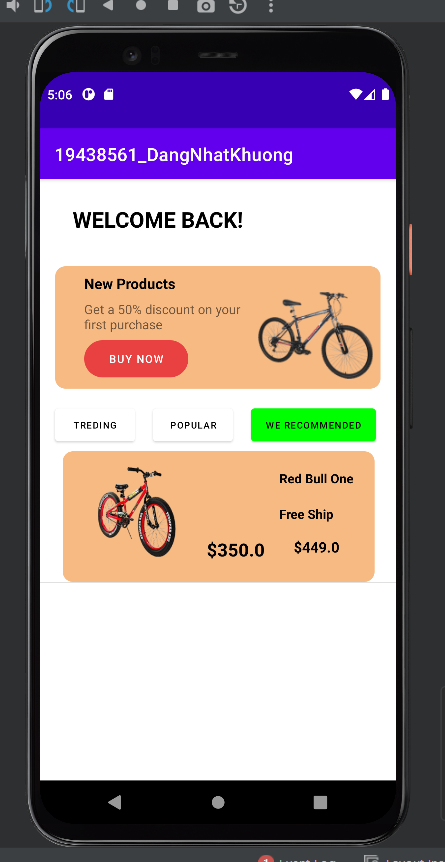 5:06
19438561_DangNhatKhuong
WELCOME BACK!
New Products
Get a 50% discount on your
first purchase
BUY NOW
TREDING
POPULAR
WE RECOMMENDED
Red Bull One
Free Ship
$350.0
$449.0